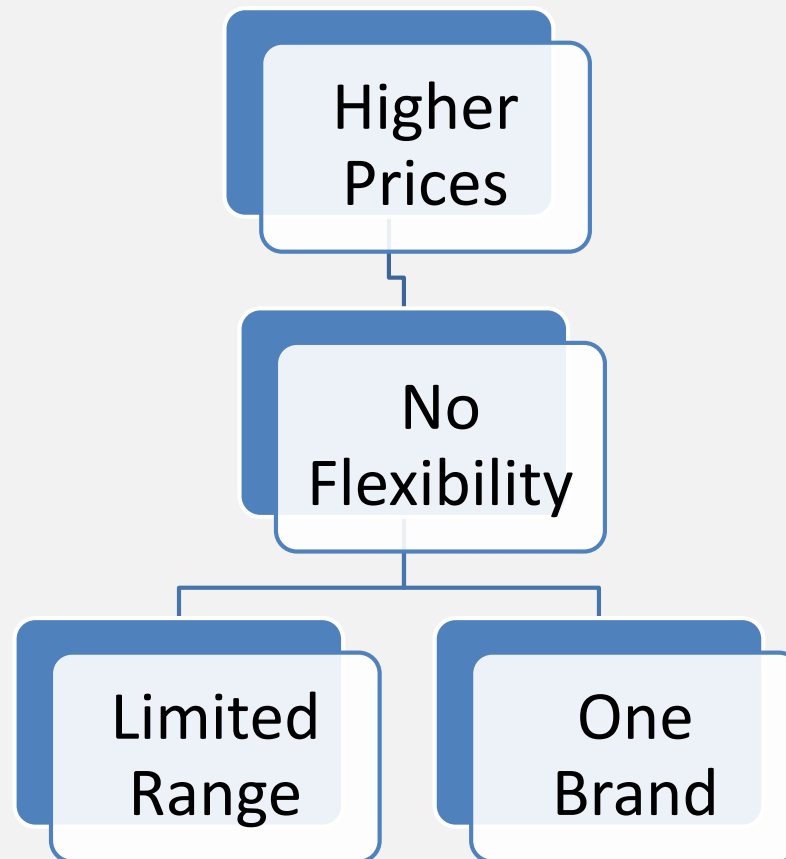 Higher
Prices
No
Flexibility
Limited
Range
One
Brand